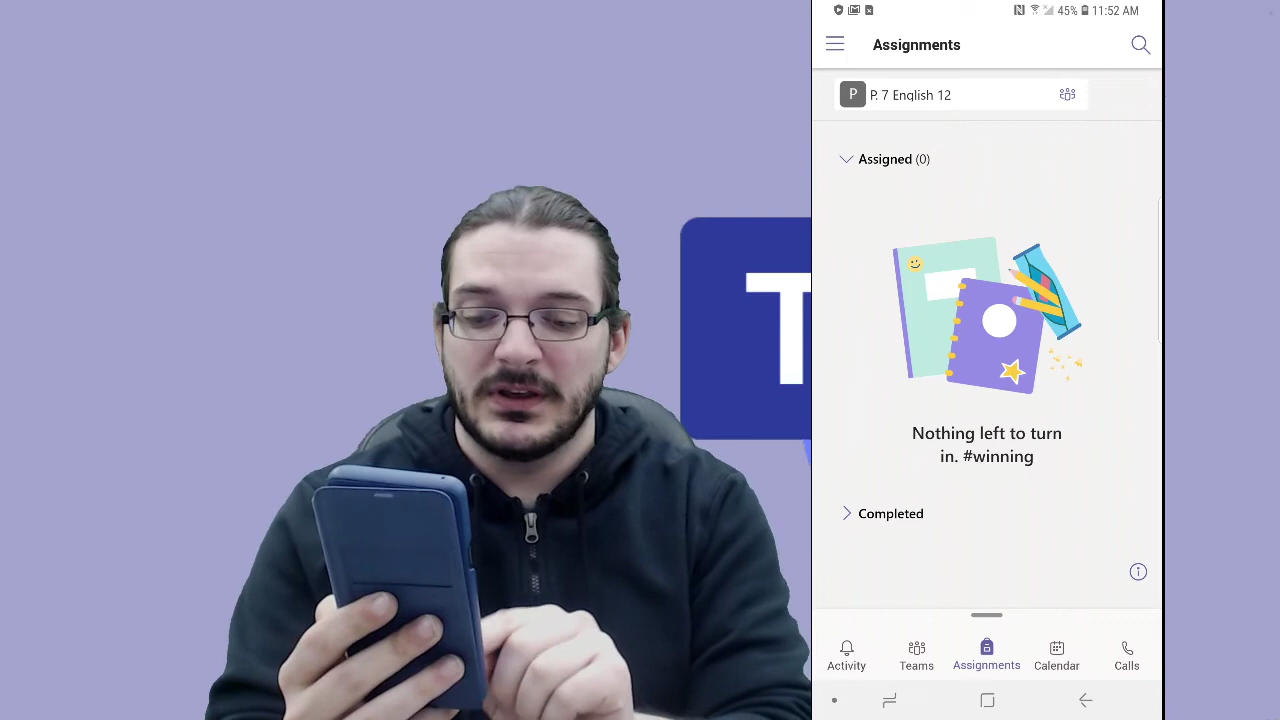 45% 11:52 AM
Assignments
P P. 7 English 12
Assigned (0)
T
Nothing left to turn
in. #winning
Completed
Activity Teams Assignments Calendar Calls